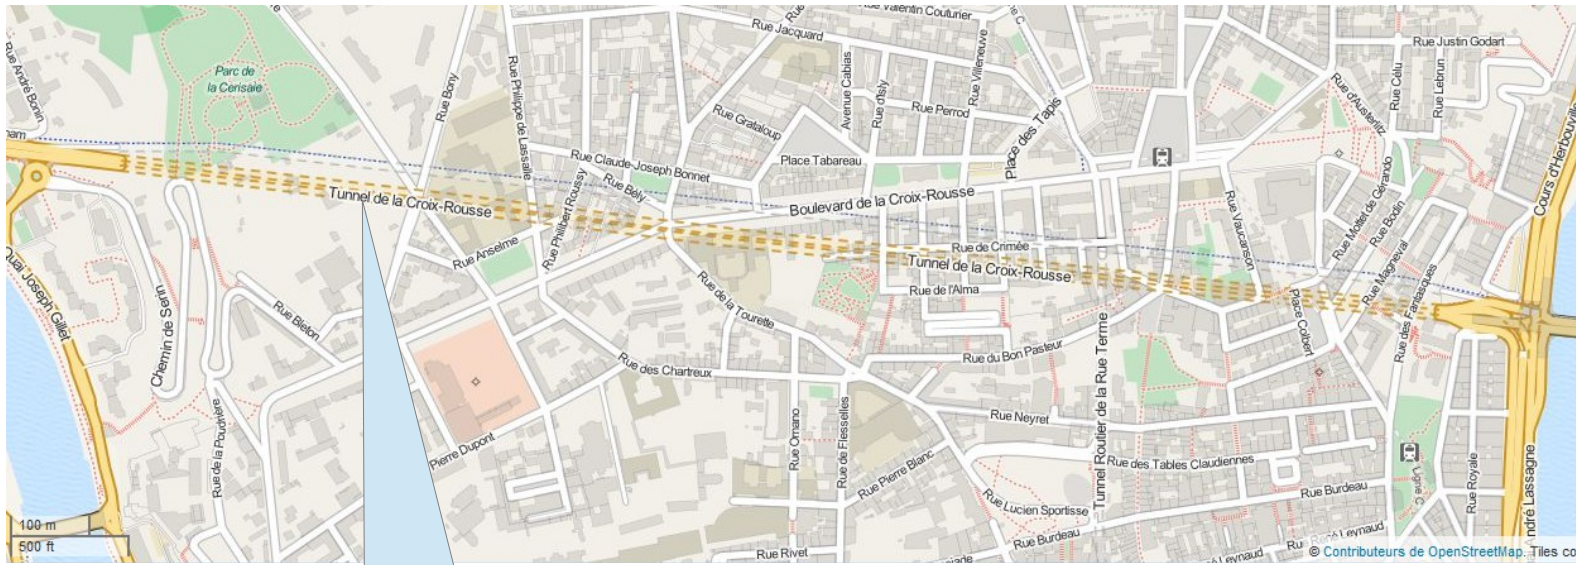 Rue Valentin Couturier
Rue Jacquard
Rue Villeneuve
Rue Justin Godart
Rue André Bonnin
Parc de
la Cerisaie
Rue Bony
Rue Philippe de Lassalle
Avenue Cabias
Rue d'Isly
Rue Perrod
Place des Tapis
Rue d'Austerlitz
Rue Célu
Rue Lebrun
Rue Grataloup
Cours d'Herbouville
Rue Claude-Joseph Bonnet
Place Tabareau
Rue Bély
Tunnel de la Croix-Rousse
Boulevard de la Croix-Rousse
Rue Philibert Roussy
Rue Vaucanson
Rue Mottet de Gérando
Rue Bodin
Rue Anselme
Rue de Crimée
Tunnel de la Croix-Rousse
Rue Magneval
Rue de l'Alma
Quai Joseph Gillet
Chemin de Serin
Rue Bleton
Rue de la Tourette
Place Colbert
Rue des Fantasques
Rue du Bon Pasteur
Rue des Chartreux
Tunnel Routier de la Rue Terme
Rue Neyret
Rue de la Poudrière
Pierre Dupont
Rue Ornano
Rue de Flesselles
Rue Pierre Blanc
Rue des Tables Claudiennes
Ligne C
Rue Royale
Rue Burdeau
Rue Lucien Sportisse
Rue Burdeau
Rue René Leynaud
Leynaud
Rue Rivet
André Lassagne
100 m
500 ft
© Contributeurs de OpenStreetMap. Tiles co